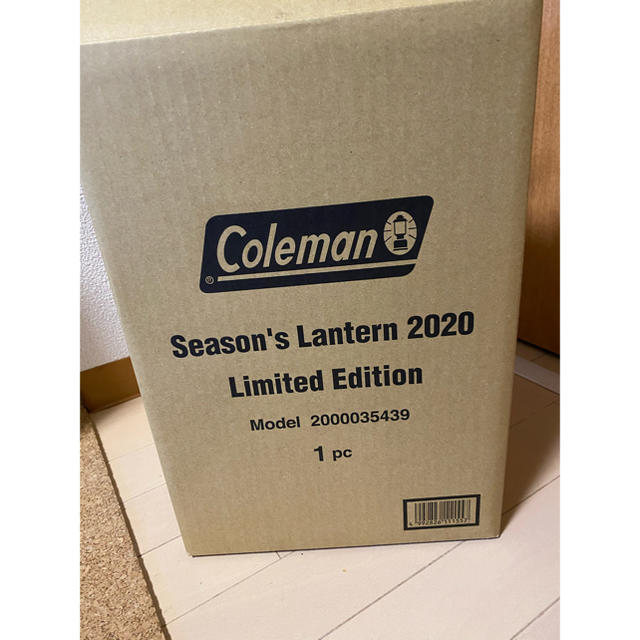 Coleman
®
Season's Lantern 2020
Limited Edition
Model 2000035439
1 pc